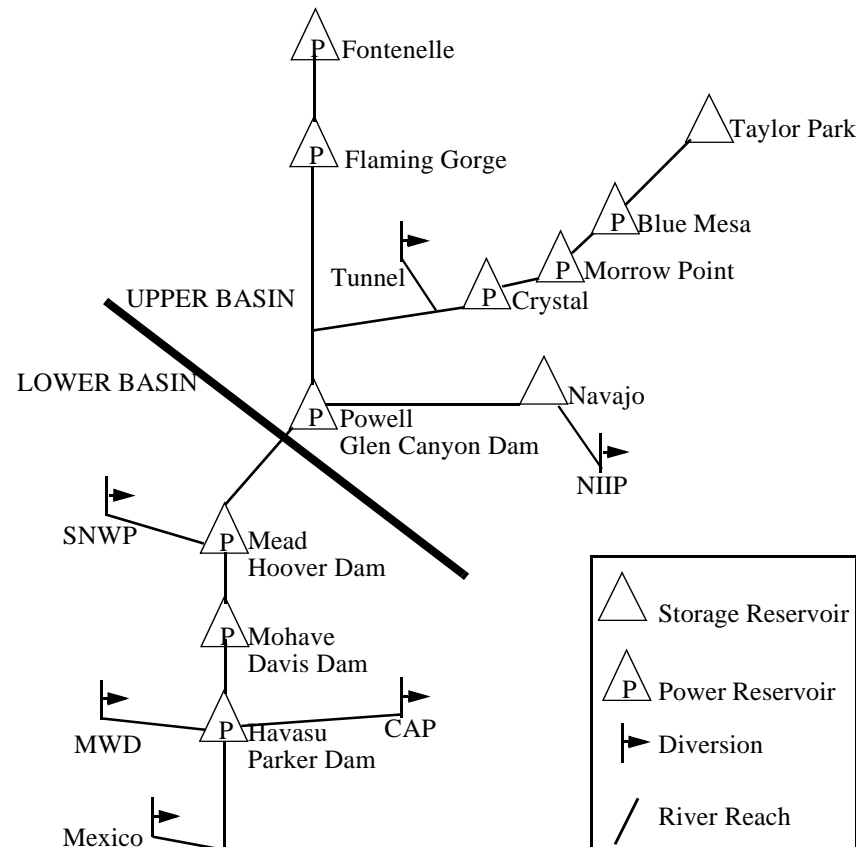 P Fontenelle
Taylor Park
P Flaming Gorge
P Blue Mesa
Tunnel
P Morrow Point
P Crystal
UPPER BASIN
LOWER BASIN
Navajo
P Powell
Glen Canyon Dam
NIIP
SNWP
P Mead
Hoover Dam
P Mohave
Davis Dam
MWD
CAP
P Havasu
Parker Dam
Mexico
Storage Reservoir
P Power Reservoir
Diversion
River Reach